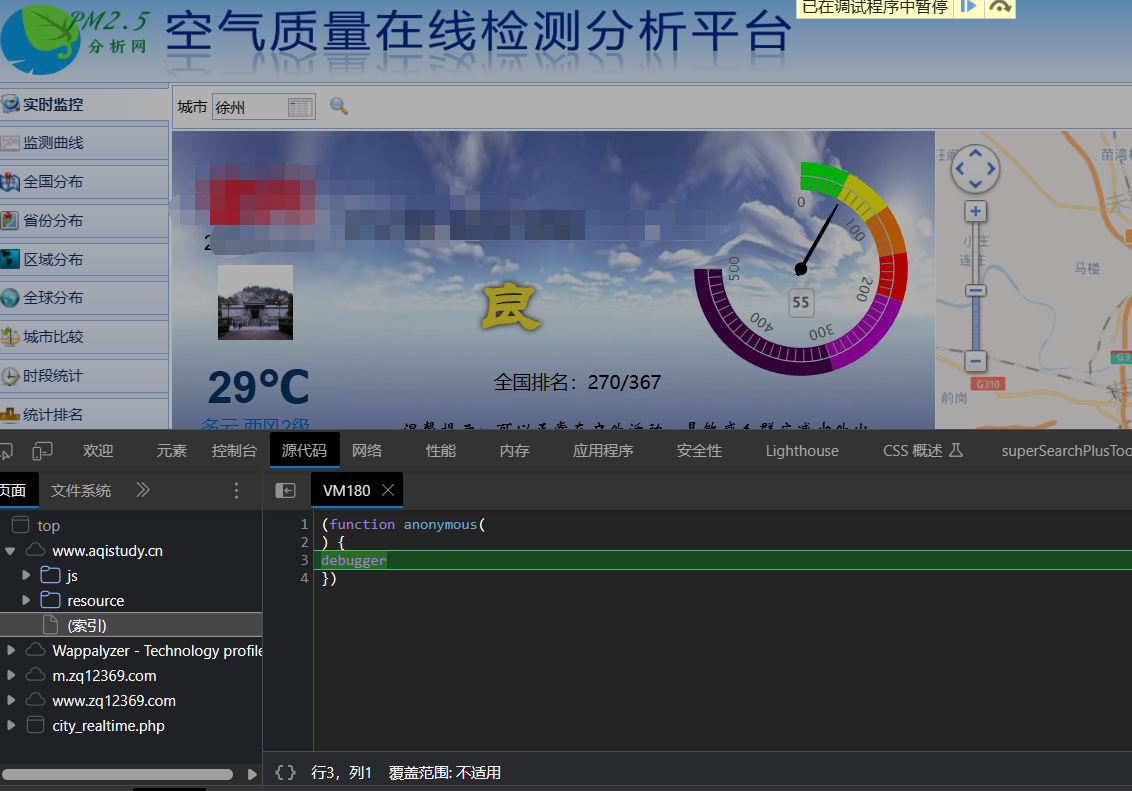 已在调试程序中暂停
PM2.5
分析网
空气质量在线检测分析平台
实时监控
城市 徐州
监测曲线
全国分布
省份分布
区域分布
全球分布
城市比较
时段统计
统计排名
29℃
多云 西风2级
良
全国排名：270/367
0
100
200
300
400
500
55
马楼
小庄
连庄
前岗
G310
G3
欢迎
元素
控制台
源代码
网络
性能
内存
应用程序
安全性
Lighthouse
CSS 概述
superSearchPlusToo
页面
文件系统
VM180
top
www.aqistudy.cn
js
resource
(索引)
Wappalyzer - Technology profile
m.zq12369.com
www.zq12369.com
city_realtime.php
1 (function anonymous(
2 ) {
3 debugger
4 })
{} 行3，列1 覆盖范围: 不适用